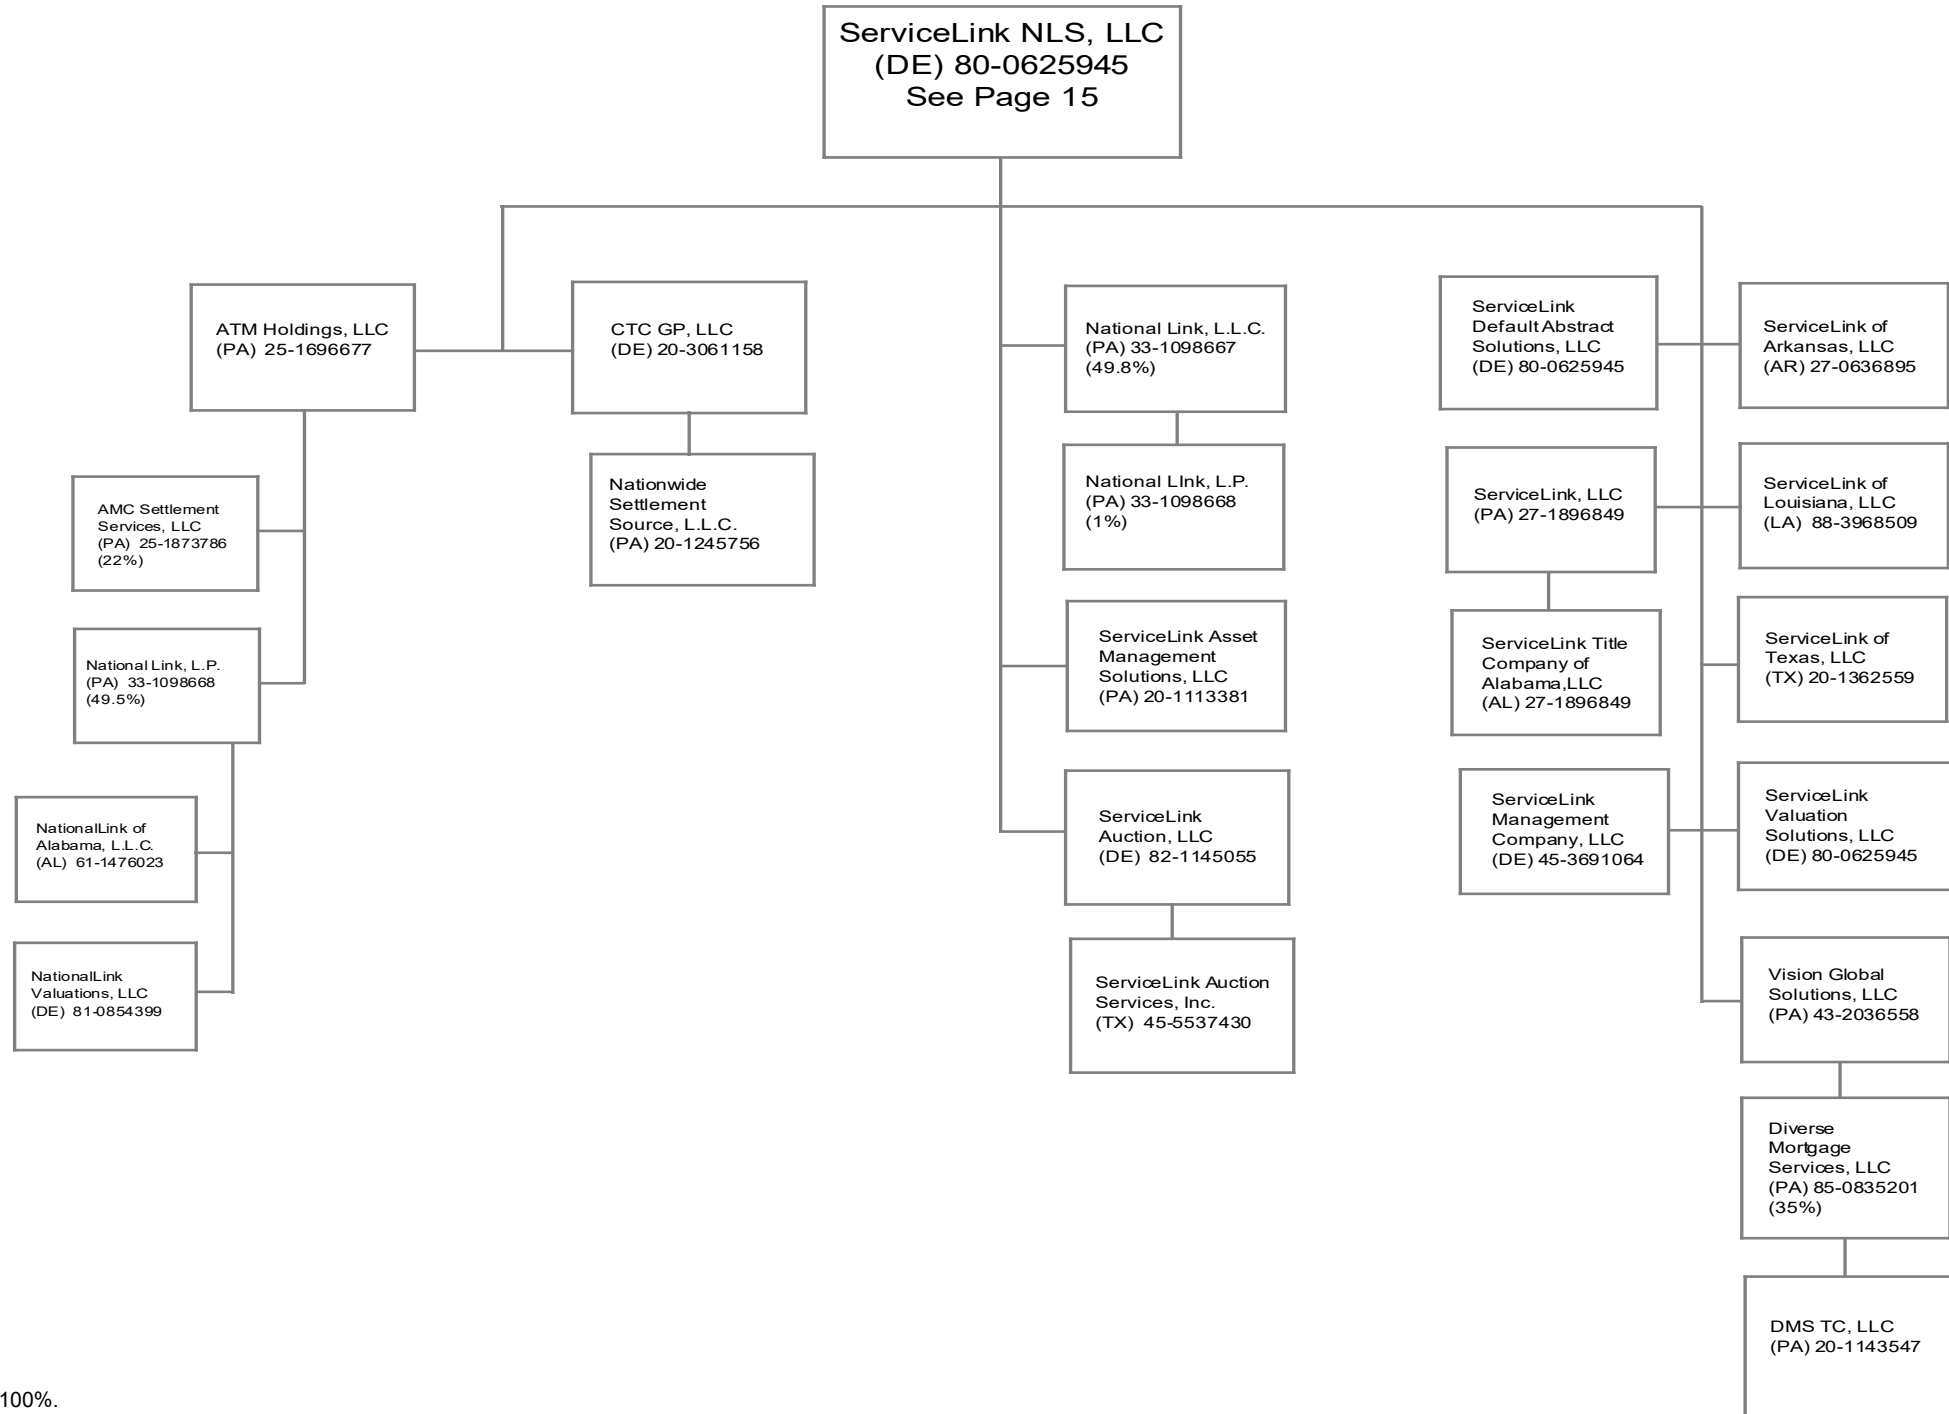 ServiceLink NLS, LLC
(DE) 80-0625945
See Page 15
ATM Holdings, LLC
(PA) 25-1696677
CTC GP, LLC
(DE) 20-3061158
AMC Settlement
Services, LLC
(PA) 25-1873786
(22%)
Nationwide
Settlement
Source, L.L.C.
(PA) 20-1245756
National Link, L.P.
(PA) 33-1098668
(49.5%)
NationalLink of
Alabama, L.L.C.
(AL) 61-1476023
NationalLink
Valuations, LLC
(DE) 81-0854399
National Link, L.L.C.
(PA) 33-1098667
(49.8%)
National LInk, L.P.
(PA) 33-1098668
(1%)
ServiceLink Asset
Management
Solutions, LLC
(PA) 20-1113381
ServiceLink
Auction, LLC
(DE) 82-1145055
ServiceLink Auction
Services, Inc.
(TX) 45-5537430
ServiceLink
Default Abstract
Solutions, LLC
(DE) 80-0625945
ServiceLink, LLC
(PA) 27-1896849
ServiceLink Title
Company of
Alabama,LLC
(AL) 27-1896849
ServiceLink
Management
Company, LLC
(DE) 45-3691064
ServiceLink of
Arkansas, LLC
(AR) 27-0636895
ServiceLink of
Louisiana, LLC
(LA) 88-3968509
ServiceLink of
Texas, LLC
(TX) 20-1362559
ServiceLink
Valuation
Solutions, LLC
(DE) 80-0625945
Vision Global
Solutions, LLC
(PA) 43-2036558
Diverse
Mortgage
Services, LLC
(PA) 85-0835201
(35%)
DMS TC, LLC
(PA) 20-1143547
100%.